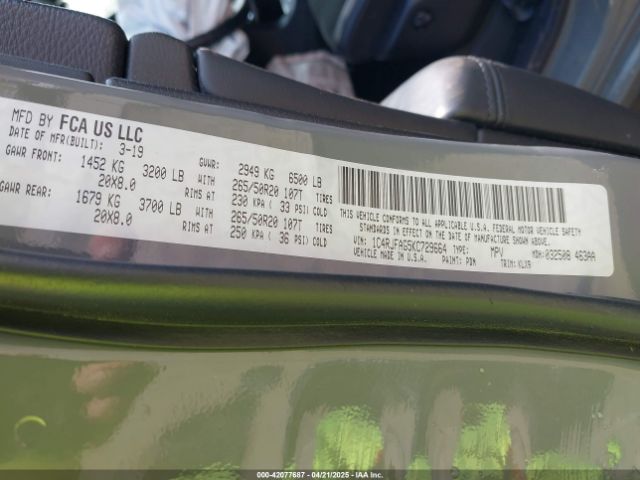 MFD BY FCA US LLC
DATE OF MFR(BUILT): 3-19 GVWR: 2949 KG 6500 LB
GAWR FRONT: 1452 KG 3200 LB WITH 265/50R20 107T TIRES
20X8.0 RIMS AT 230 KPA ( 33 PSI) COLD
GAWR REAR: 1679 KG 3700 LB WITH 265/50R20 107T TIRES
20X8.0 RIMS AT 250 KPA ( 36 PSI) COLD
THIS VEHICLE CONFORMS TO ALL APPLICABLE U.S.A. FEDERAL MOTOR VEHICLE SAFETY
STANDARDS IN EFFECT ON THE DATE OF MANUFACTURE SHOWN ABOVE.
VIN: 1C4RJFAG5KC729664 TYPE: MPV MDH: 032508 463AA
VEHICLE MADE IN U.S.A. PAINT: PDN TRIM: KLX9
000-42077687 - 04/21/2025 - IAA Inc.